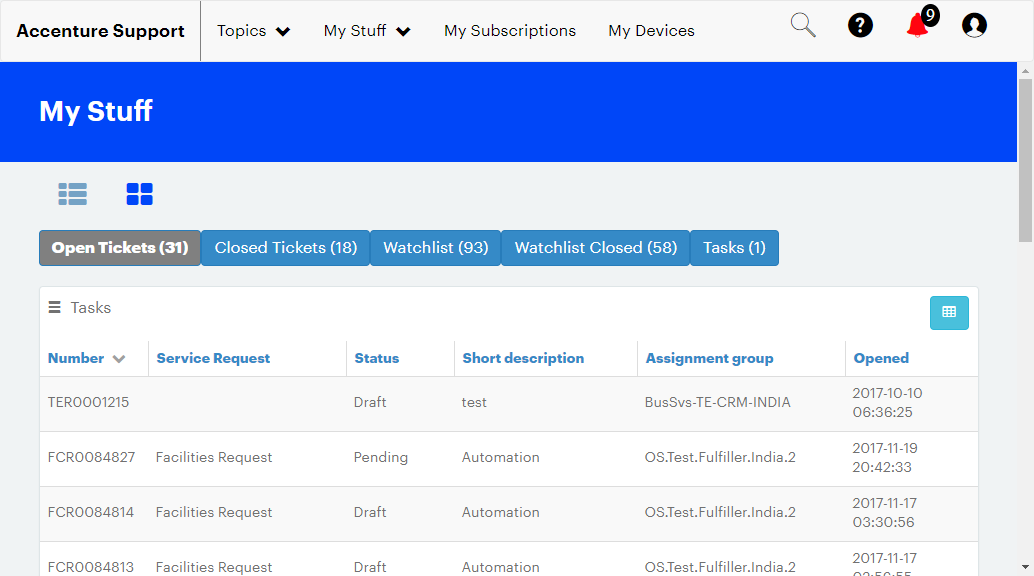 Accenture Support Topics My Stuff My Subscriptions My Devices ? 9
My Stuff
Open Tickets (31) Closed Tickets (18) Watchlist (93) Watchlist Closed (58) Tasks (1)
Tasks
Number Service Request Status Short description Assignment group Opened
TER0001215 Draft test BusSvs-TE-CRM-INDIA 2017-10-10
06:36:25
FCR0084827 Facilities Request Pending Automation OS.Test.Fulfiller.India.2 2017-11-19
20:42:33
FCR0084814 Facilities Request Draft Automation OS.Test.Fulfiller.India.2 2017-11-17
03:30:56
FCR0084813 Facilities Request Draft Automation OS.Test.Fulfiller.India.2 2017-11-17